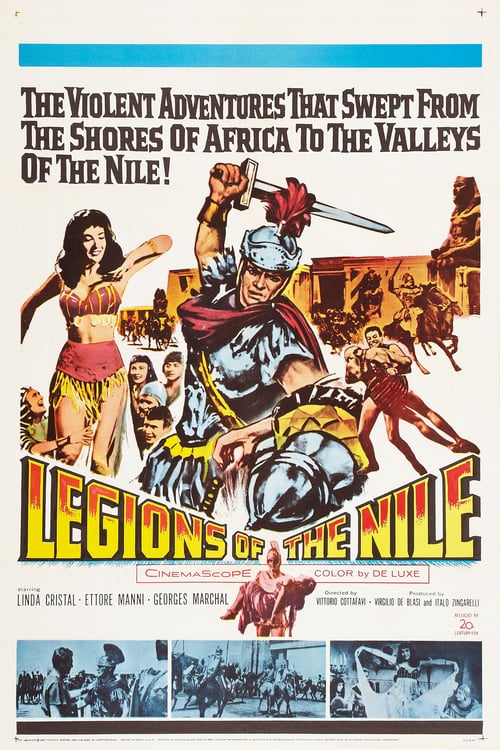 THE VIOLENT ADVENTURES THAT SWEPT FROM
THE SHORES OF AFRICA TO THE VALLEYS
OF THE NILE!
LEGIONS OF THE NILE
CINEMASCOPE COLOR by DE LUXE
starring
LINDA CRISTAL · ETTORE MANNI · GEORGES MARCHAL
Directed by
VITTORIO COTTAFAVI
Produced by
VIRGILIO DE BLASI and ITALO ZINGARELLI
RELEASED BY
20
CENTURY-FOX